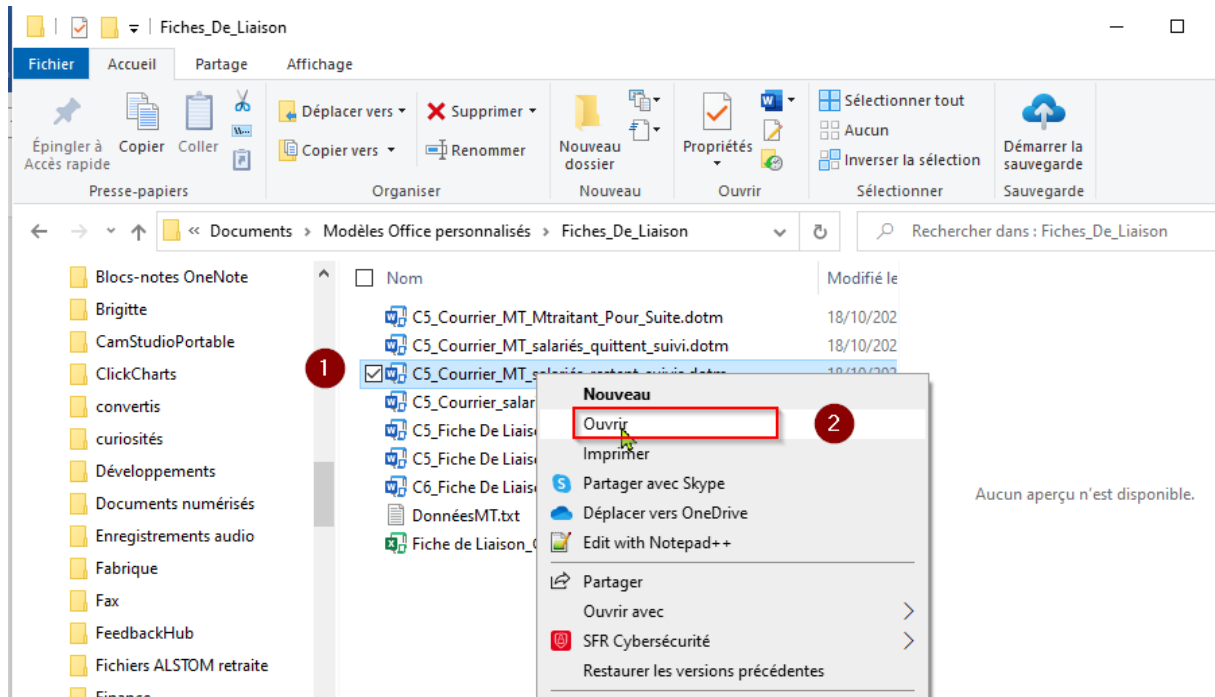 Fiches_De_Liaison
Fichier Accueil Partage Affichage
Épingler à Accès rapide
Copier
Coller
Déplacer vers
Copier vers
Supprimer
Renommer
Nouveau dossier
Propriétés
Sélectionner tout
Aucun
Inverser la sélection
Démarrer la sauvegarde
Presse-papiers Organiser Nouveau Ouvrir Sélectionner Sauvegarde
« Documents > Modèles Office personnalisés > Fiches_De_Liaison
Rechercher dans : Fiches_De_Liaison
Blocs-notes OneNote
Brigitte
CamStudioPortable
ClickCharts
convertis
curiosités
Développements
Documents numérisés
Enregistrements audio
Fabrique
Fax
FeedbackHub
Fichiers ALSTOM retraite
Nom Modifié le
C5_Courrier_MT_Mtraitant_Pour_Suite.dotm 18/10/202
C5_Courrier_MT_salariés_quittent_suivi.dotm 18/10/202
1
C5_Courrier_MT_salariés_restent_suivis.dotm 18/10/202
C5_Courrier_salar
C5_Fiche De Liais
C5_Fiche De Liais
C6_Fiche De Liais
DonnéesMT.txt
Fiche de Liaison_
Nouveau
Ouvrir
2
Imprimer
Partager avec Skype
Déplacer vers OneDrive
Edit with Notepad++
Partager
Ouvrir avec
SFR Cybersécurité
Restaurer les versions précédentes
Aucun aperçu n'est disponible.